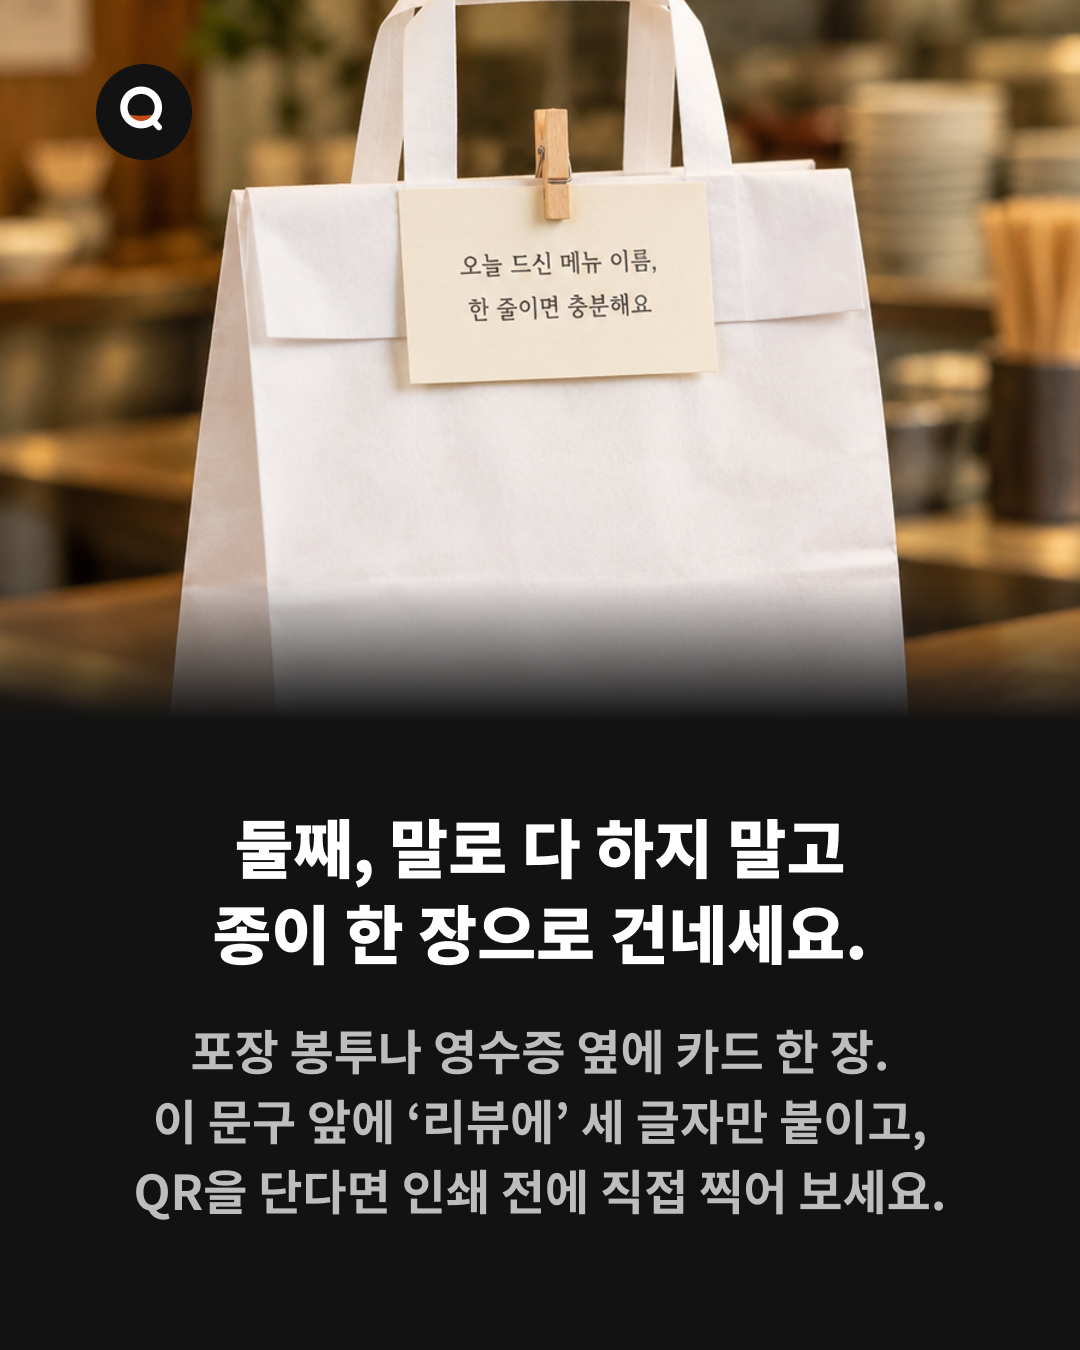 오늘 드신 메뉴 이름,
한 줄이면 충분해요
둘째, 말로 다 하지 말고
종이 한 장으로 건네세요.
포장 봉투나 영수증 옆에 카드 한 장.
이 문구 앞에 ‘리뷰에’ 세 글자만 붙이고,
QR을 단다면 인쇄 전에 직접 찍어 보세요.